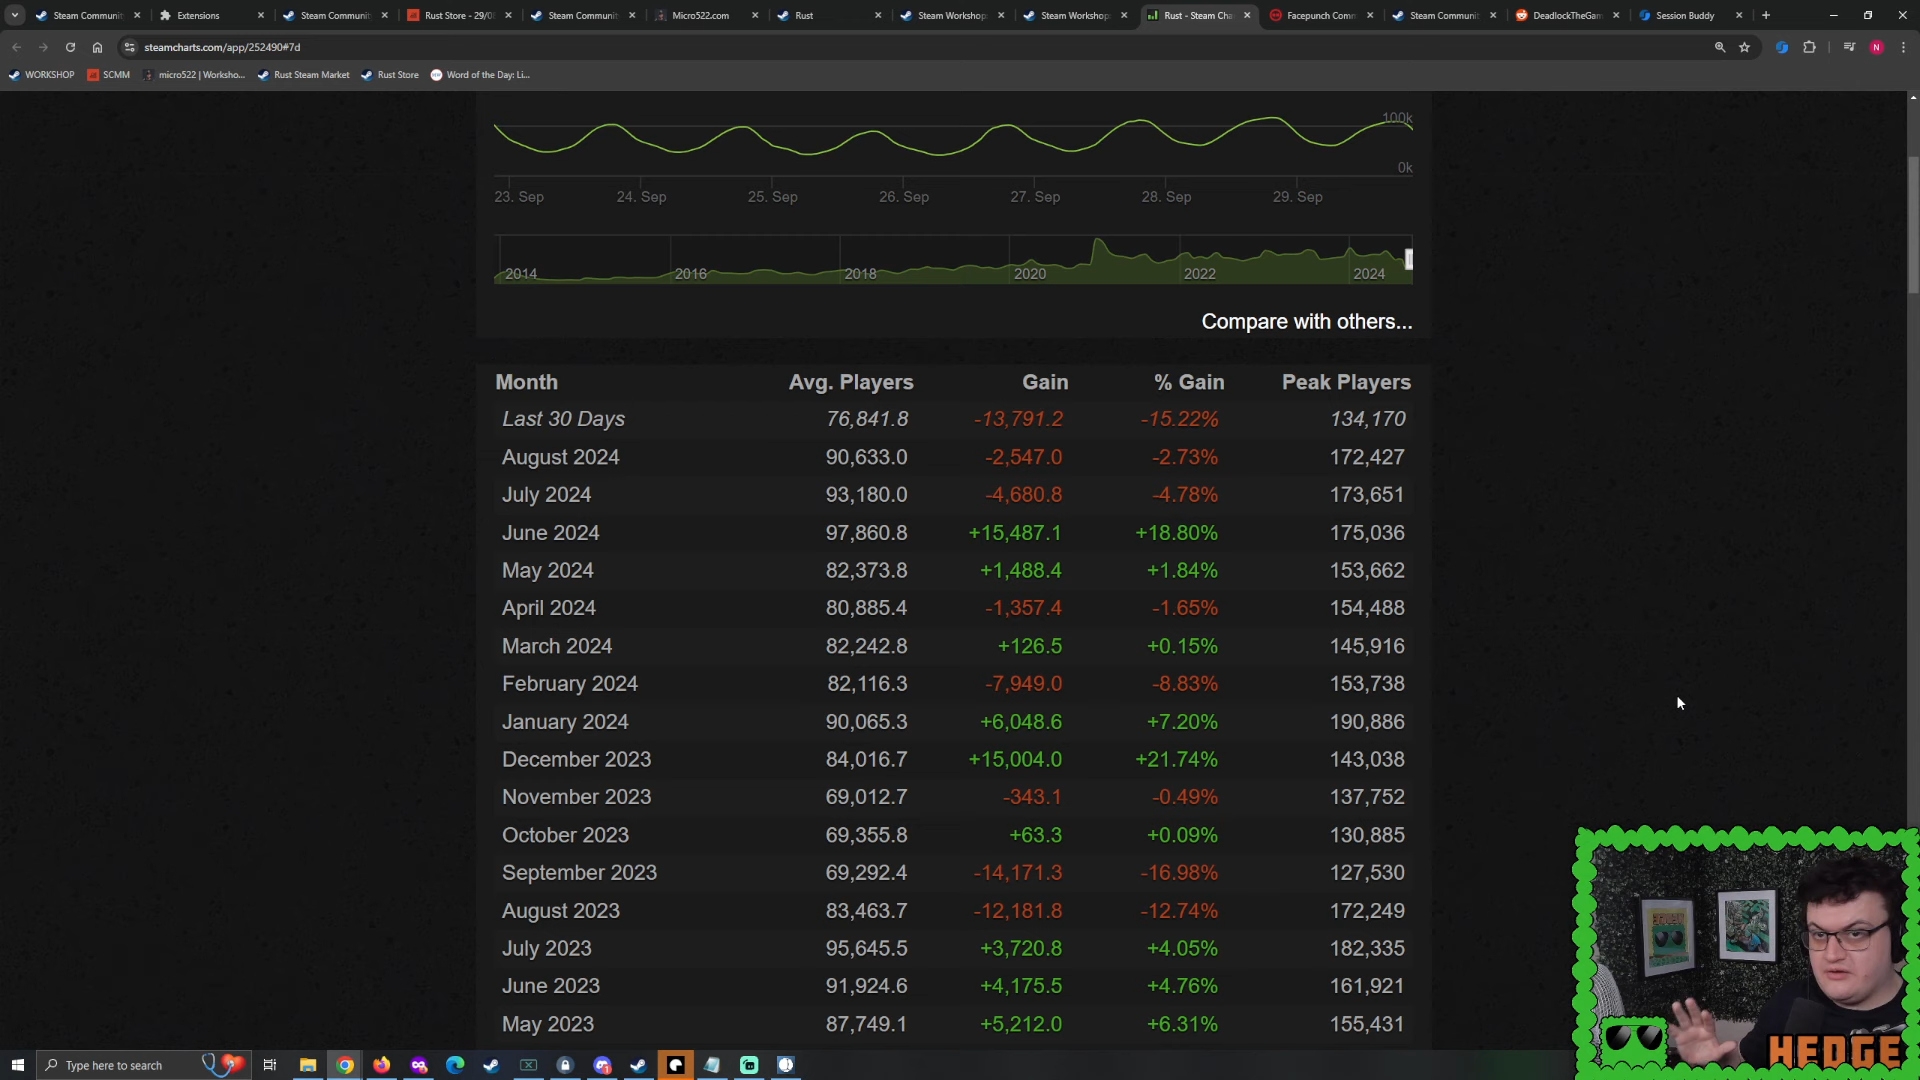 Steam Communit
Extensions
Steam Communit
Rust Store - 29/0
Steam Communit
Micro522.com
Rust
Steam Workshop:
Steam Workshop:
Rust - Steam Cha
Facepunch Comm
Steam Communit
DeadlockTheGam
Session Buddy
steamcharts.com/app/252490#7d
N
WORKSHOP
SCMM
micro522 | Worksho...
Rust Steam Market
Rust Store
Word of the Day: Li...
100k
0k
23. Sep 24. Sep 25. Sep 26. Sep 27. Sep 28. Sep 29. Sep
2014 2016 2018 2020 2022 2024
Compare with others...
Month Avg. Players Gain % Gain Peak Players
Last 30 Days 76,841.8 -13,791.2 -15.22% 134,170
August 2024 90,633.0 -2,547.0 -2.73% 172,427
July 2024 93,180.0 -4,680.8 -4.78% 173,651
June 2024 97,860.8 +15,487.1 +18.80% 175,036
May 2024 82,373.8 +1,488.4 +1.84% 153,662
April 2024 80,885.4 -1,357.4 -1.65% 154,488
March 2024 82,242.8 +126.5 +0.15% 145,916
February 2024 82,116.3 -7,949.0 -8.83% 153,738
January 2024 90,065.3 +6,048.6 +7.20% 190,886
December 2023 84,016.7 +15,004.0 +21.74% 143,038
November 2023 69,012.7 -343.1 -0.49% 137,752
October 2023 69,355.8 +63.3 +0.09% 130,885
September 2023 69,292.4 -14,171.3 -16.98% 127,530
August 2023 83,463.7 -12,181.8 -12.74% 172,249
July 2023 95,645.5 +3,720.8 +4.05% 182,335
June 2023 91,924.6 +4,175.5 +4.76% 161,921
May 2023 87,749.1 +5,212.0 +6.31% 155,431
HEDGE
Type here to search